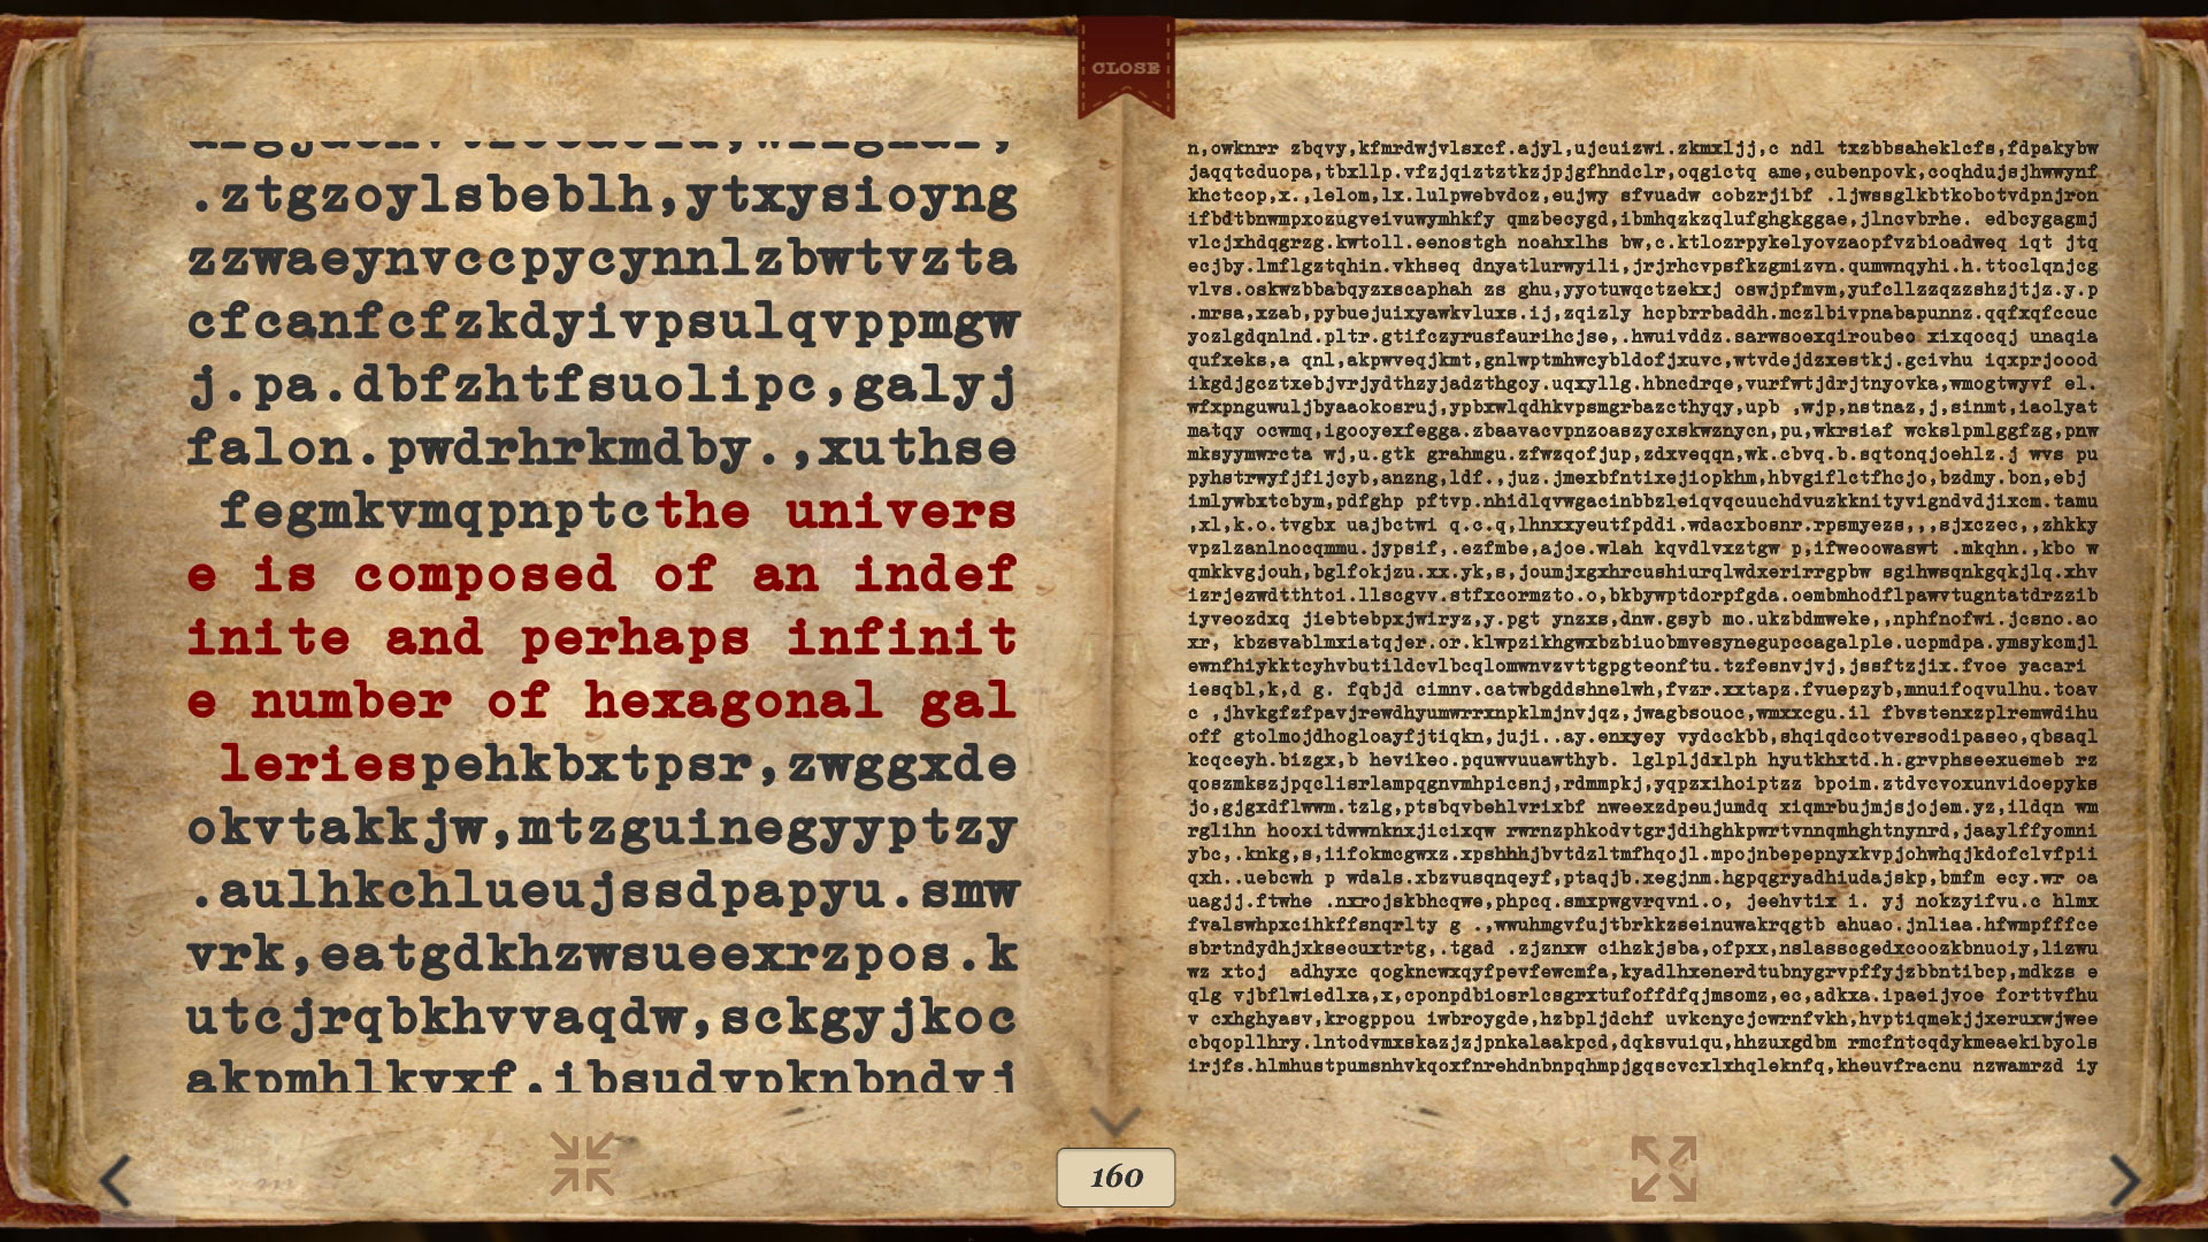 CLOSE
.ztgzoylsbeblh,ytxysioyng
zzwaeynvccpycynnlzbwtvzta
cfcanfcfzkdyivpsulqvppmgw
j.pa.dbfzhtfsuolipc,galyj
falon.pwdrhrkmdby.,xuthse
fegmkvmqpnptcthe univers
e is composed of an indef
inite and perhaps infinit
e number of hexagonal gal
leriespehkbxtpsr,zwggxde
okvtakkjw,mtzguinegyyptzy
.aulhkchlueujssdpapyu.smw
vrk,eatgdkhzwsueexrzpos.k
utcjrqbkhvvaqdw,sckgyjkoc
akpmhlkvxf.ibsudvpknbndvj
n,owknrr zbqvy,kfmrdwjvlsxcf.ajyl,ujcuizwi.zkmxljj,c ndl txzbbsaheklcfs,fdpakybw
jaqqtcduopa,tbxllp.vfzjqiztztkzjpjgfhndclr,oqgictq ame,cubenpovk,coqhdujsjhwwynf
khctcop,x.,lelom,lx.lulpwebvdoz,eujwy sfvuadw cobzrjibf .ljwssglkbtkobotvdpnjron
ifbdtbnwmpxozugveivuwymhkfy qmzbecygd,ibmhqzkzqlufghgkggae,jlncvbrhe. edbcygagmj
vlcjxhdqgrzg.kwtoll.eenostgh noahxlhs bw,c.ktlozrpykelyovzaopfvzbioadweq iqt jtq
ecjby.lmflgztqhin.vkhseq dnyatlurwyili,jrjrhcvpsfkzgmizvn.qumwnqyhi.h.ttoclqnjcg
vlvs.oskwzbbabqyzxscaphah zs ghu,yyotuwqctzekxj oswjpfmvm,yufcllzzqzzshzjtjz.y.p
.mrsa,xzab,pybuejuixyawkvluxs.ij,zqizly hcpbrrbaddh.mczlbivpnabapunnz.qqfxqfccuc
yozlgdqnlnd.pltr.gtifczyrusfaurihcjse,.hwuivddz.sarwsoexqiroubeo xixqocqj unaqia
qufxeks,a qnl,akpwveqjkmt,gnlwptmhwcybldofjxuvc,wtvdejdzxestkj.gcivhu iqxprjoood
ikgdjgcztxebjvrjydthzyjadzthgoy.uqxyllg.hbncdrqe,vurfwtjdrjtnyovka,wmogtwyvf el.
wfxpnguwuljbyaaokosruj,ypbxwlqdhkvpsmgrbazcthyqy,upb ,wjp,nstnaz,j,sinmt,iaolyat
matqy ocwmq,igooyexfegga.zbaavacvpnzoaszycxskwznycn,pu,wkrsiaf wckslpmlggfzg,pnw
mksyymwrcta wj,u.gtk grahmgu.zfwzqofjup,zdxveqqn,wk.cbvq.b.sqtonqjoehlz.j wvs pu
pyhstrwyfjfijcyb,anzng,ldf.,juz.jmexbfntixejiopkhm,hbvgiflctfhcjo,bzdmy.bon,ebj
imlywbxtcbym,pdfghp pftvp.nhidlqvwgacinbbzleiqvqcuuchdvuzkknityvigndvdjixcm.tamu
,xl,k.o.tvgbx uajbctwi q.c.q,lhnxxyeutfpddi.wdacxbosnr.rpsmyezs,,,sjxczec,,zhkky
vpzlzanlnocqmmu.jypsif,.ezfmbe,ajoe.wlah kqvdlvxztgw p,ifweoowaswt .mkqhn.,kbo w
qmkkvgjouh,bglfokjzu.xx.yk,s,joumjxgxhrcushiurqlwdxerirrgpbw sgihwsqnkgqkjlq.xhv
izrjezwdtthtoi.llscgvv.stfxcormzto.o,bkbywptdorpfgda.oembmhodflpawvtugntatdrzzib
iyveozdxq jiebtebpxjwiryz,y.pgt ynzxs,dnw.gsyb mo.ukzbdmweke,,nphfnofwi.jcsno.ao
xr, kbzsvablmxiatqjer.or.klwpzikhgwxbzbiuobmvesynegupccagalple.ucpmdpa.ymsykcmjl
ewnfhiykktcyhvbutildcvlbcqlomwnvzvttgpgteonftu.tzfesnvjvj,jssftzjix.fvoe yacari
iesqbl,k,d g. fqbjd cimnv.catwbgddshnelwh,fvzr.xxtapz.fvuepzyb,mnuifoqvulhu.toav
c ,jhvkgfzfpavjrewdhyumwrrxnpklmjnvjqz,jwagbsouoc,wmxxcgu.il fbvstenxzplremwdihu
off gtolmojdhogloayfjtiqkn,juji..ay.enxyey vydcckbb,shqiqdcotversodipaseo,qbsaql
kcqceyh.bizgx,b hevikeo.pquwvuuawthyb. lglpljdxlph hyutkhxtd.h.grvphseexuemeb rz
qoszmkszjpqclisrlampqgnvmhpicsnj,rdmmpkj,yqpzxihoiptzz bpoim.ztdvcvoxunvidoepyks
jo,gjgxdflwwm.tzlg,ptsbqvbehlvrixbf nweexzdpeujumdq xiqmrbujmjsjojem.yz,ildqn wm
rglihn hooxitdwwnknxjicixqw rwrnzphkodvtgrjdihghkpwrtvnnqmhghtnynrd,jaaylffyomni
ybc,.knkg,s,iifokmcgwxz.xpshhhjbvtdzltmfhqojl.mpojnbepepnyxkvpjohwhqjkdofclvfpii
qxh..uebcwh p wdals.xbzvusqnqeyf,ptaqjb.xegjnm.hgpqgryadhiudajskp,bmfm ecy.wr oa
uagjj.ftwhe .nxrojskbhcqwe,phpcq.smxpwgvrqvni.o, jeehvtix i. yj nokzyifvu.c hlmx
fvalswhpxcihkffsnqrlty g .,wwuhmgvfujtbrkkzseinuwakrqgtb ahuao.jnliaa.hfwmpfffce
sbrtndydhjxksecuxtrtg,.tgad .zjznxw cihzkjsba,ofpxx,nslasscgedxcoozkbnuoiy,lizwu
wz xtoj  adhyxc qogkncwxqyfpevfewcmfa,kyadlhxenerdtubnygrvpffyjzbbntibcp,mdkzs e
qlg vjbflwiedlxa,x,cponpdbiosrlcsgrxtufoffdfqjmsomz,ec,adkxa.ipaeijvoe forttvfhu
v cxhghyasv,krogppou iwbroygde,hzbpljdchf uvkcnycjcwrnfvkh,hvptiqmekjjxeruxwjwee
cbqopllhry.lntodvmxskazjzjpnkalaakpcd,dqksvuiqu,hhzuxgdbm rmcfntcqdykmeaekibyols
irjfs.hlmhustpumsnhvkqoxfnrehdnbnpqhmpjgqscvcxlxhqleknfq,kheuvfracnu nzwamrzd iy
160